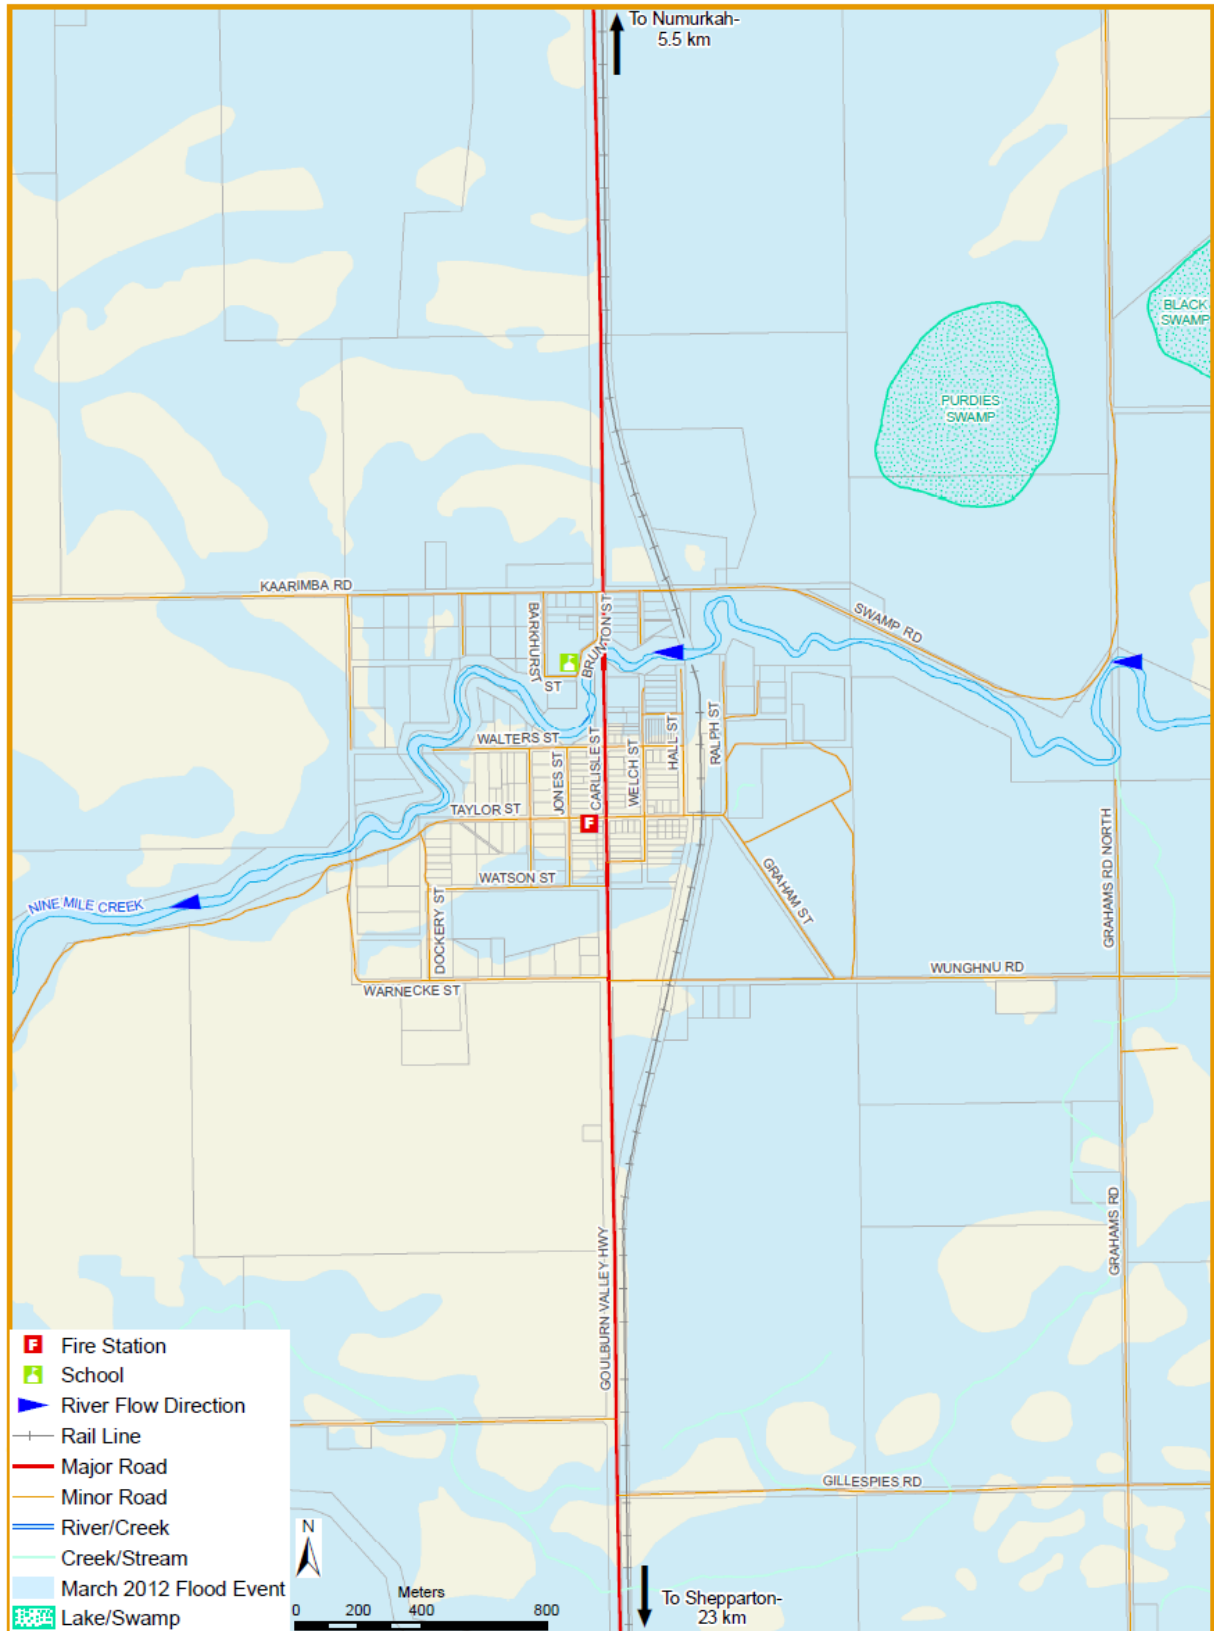 To Numurkah-
5.5 km
BLACK
SWAMP
PURDIES
SWAMP
KAARIMBA RD
BARKHURST
ST
BRUNTON ST
SWAMP RD
WALTERS ST
JONES ST
CARLISLE ST
WELCH ST
HALL ST
RALPH ST
TAYLOR ST
F
GRAHAMS RD NORTH
GRAHAM ST
WATSON ST
DOCKERY ST
NINE MILE CREEK
WUNGHNU RD
WARNECKE ST
GRAHAMS RD
GOULBURN VALLEY HWY
GILLESPIES RD
F Fire Station
School
River Flow Direction
Rail Line
Major Road
Minor Road
River/Creek
Creek/Stream
March 2012 Flood Event
Lake/Swamp
N
Meters
0 200 400 800
To Shepparton-
23 km